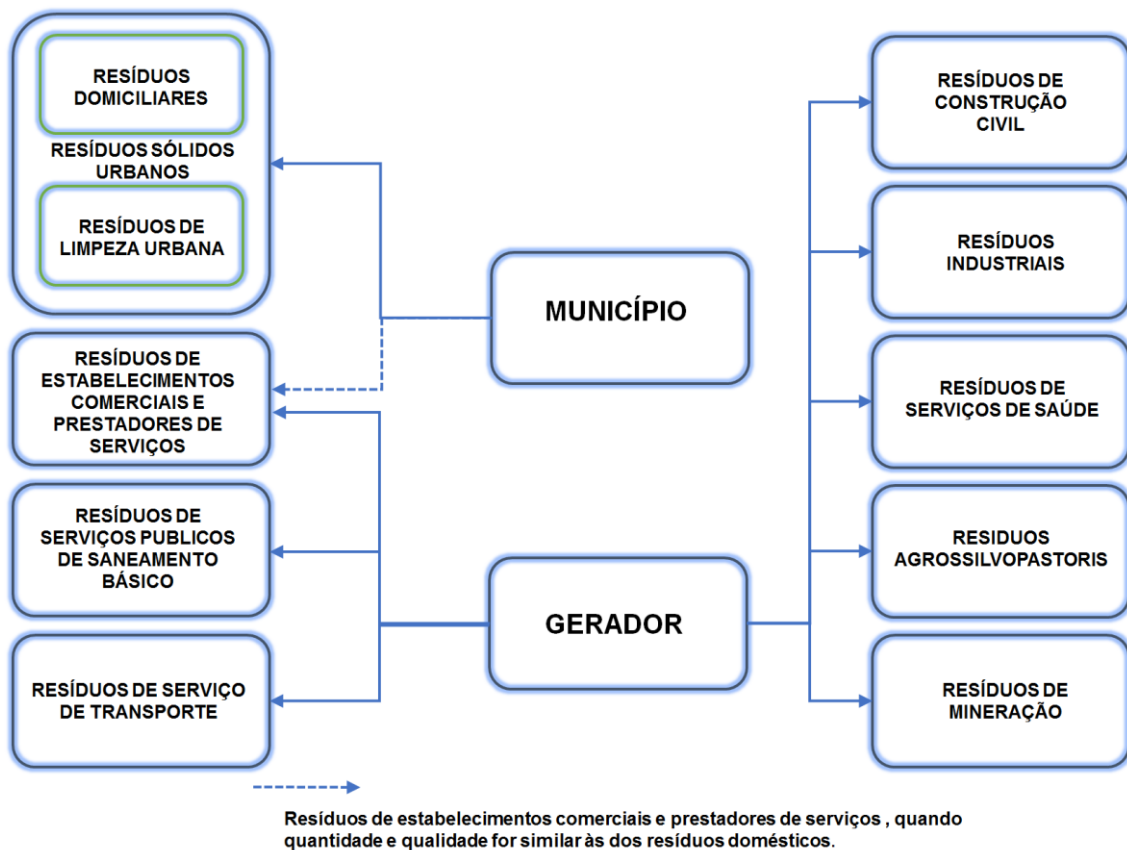 RESÍDUOS
DOMICILIARES
RESÍDUOS SÓLIDOS
URBANOS
RESÍDUOS DE
LIMPEZA URBANA
RESÍDUOS DE
ESTABELECIMENTOS
COMERCIAIS E
PRESTADORES DE
SERVIÇOS
RESÍDUOS DE
SERVIÇOS PUBLICOS
DE SANEAMENTO
BÁSICO
RESÍDUOS DE SERVIÇO
DE TRANSPORTE
MUNICÍPIO
GERADOR
RESÍDUOS DE
CONSTRUÇÃO
CIVIL
RESÍDUOS
INDUSTRIAIS
RESÍDUOS DE
SERVIÇOS DE SAÚDE
RESIDUOS
AGROSSILVOPASTORIS
RESÍDUOS DE
MINERAÇÃO
Resíduos de estabelecimentos comerciais e prestadores de serviços , quando
quantidade e qualidade for similar às dos resíduos domésticos.